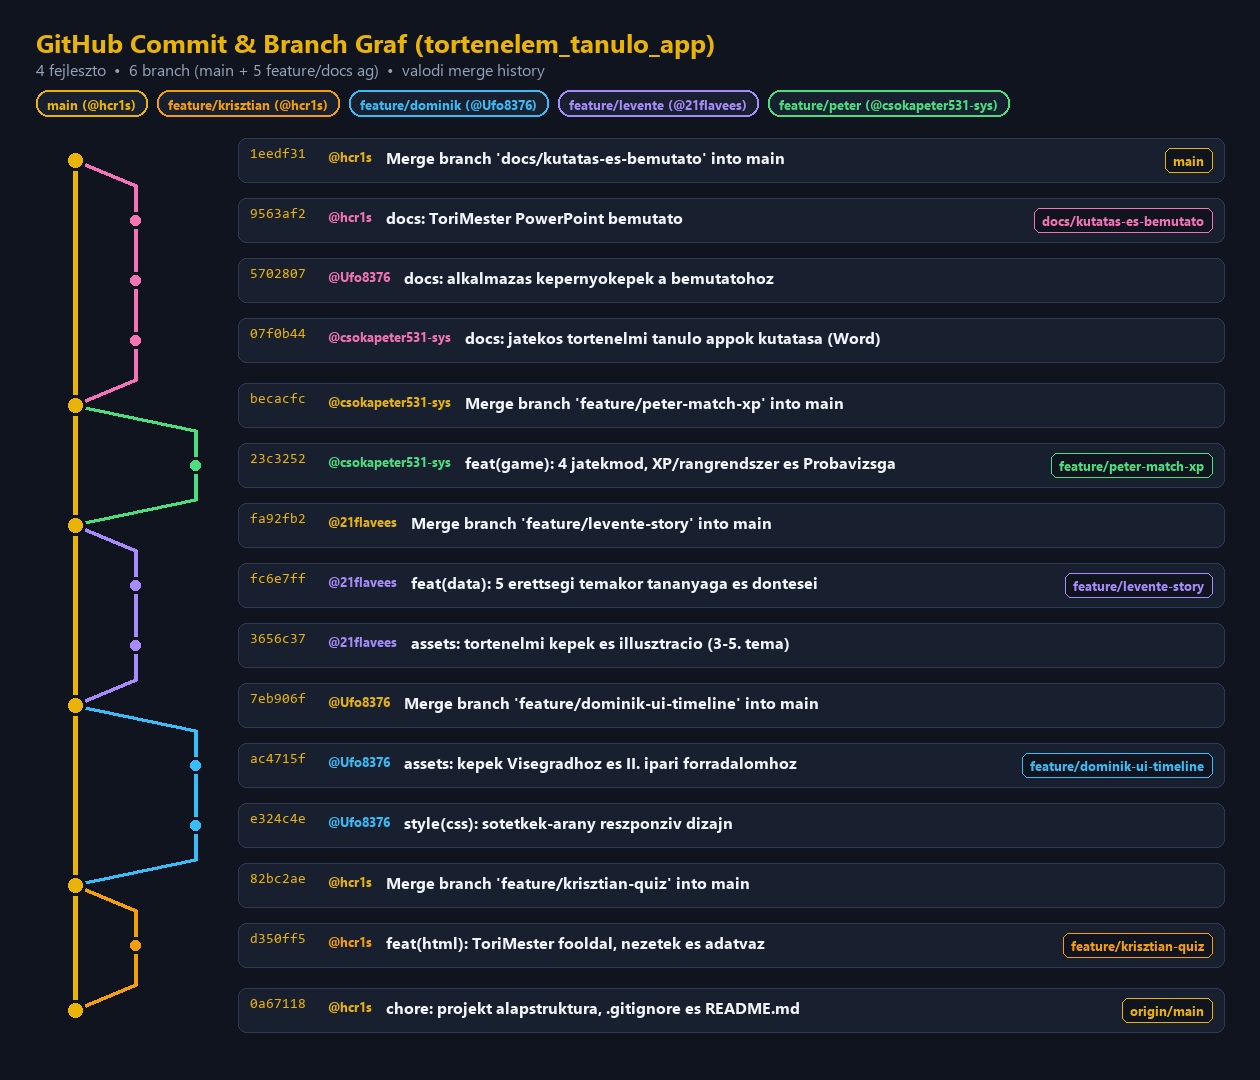 GitHub Commit & Branch Graf (tortenelem_tanulo_app)
4 fejleszto • 6 branch (main + 5 feature/docs ag) • valodi merge history
main (@hcr1s) feature/krisztian (@hcr1s) feature/dominik (@Ufo8376) feature/levente (@21flavees) feature/peter (@csokapeter531-sys)
1eedf31 @hcr1s Merge branch 'docs/kutatas-es-bemutato' into main main
9563af2 @hcr1s docs: ToriMester PowerPoint bemutato docs/kutatas-es-bemutato
5702807 @Ufo8376 docs: alkalmazas kepernyokepek a bemutatohoz
07f0b44 @csokapeter531-sys docs: jatekos tortenelmi tanulo appok kutatasa (Word)
becacfc @csokapeter531-sys Merge branch 'feature/peter-match-xp' into main
23c3252 @csokapeter531-sys feat(game): 4 jatekmod, XP/rangrendszer es Probavizsga feature/peter-match-xp
fa92fb2 @21flavees Merge branch 'feature/levente-story' into main
fc6e7ff @21flavees feat(data): 5 erettsegi temakor tananyaga es dontesei feature/levente-story
3656c37 @21flavees assets: tortenelmi kepek es illusztracio (3-5. tema)
7eb906f @Ufo8376 Merge branch 'feature/dominik-ui-timeline' into main
ac4715f @Ufo8376 assets: kepek Visegradhoz es II. ipari forradalomhoz feature/dominik-ui-timeline
e324c4e @Ufo8376 style(css): sotetkek-arany reszponziv dizajn
82bc2ae @hcr1s Merge branch 'feature/krisztian-quiz' into main
d350ff5 @hcr1s feat(html): ToriMester fooldal, nezetek es adatvaz feature/krisztian-quiz
0a67118 @hcr1s chore: projekt alapstruktura, .gitignore es README.md origin/main